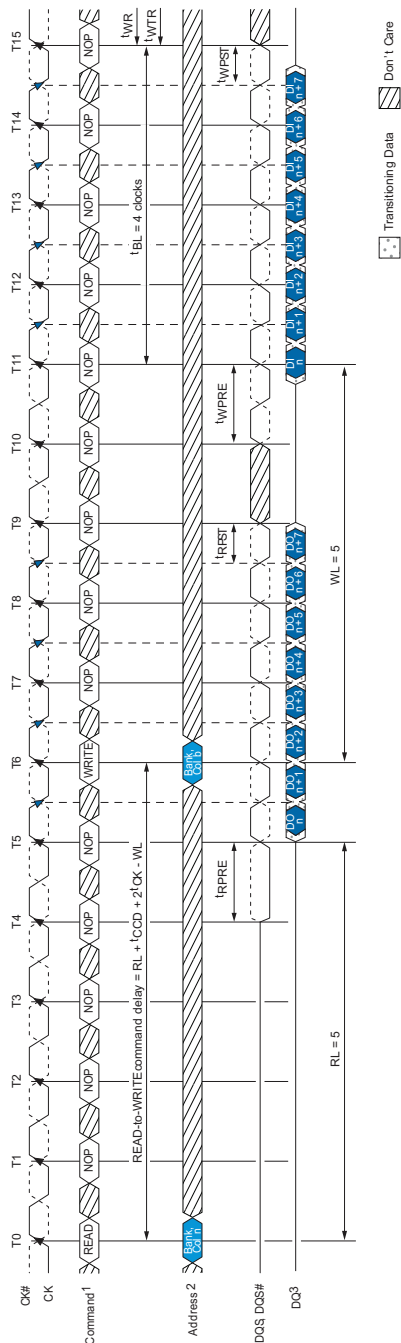 T0 T1 T2 T3 T4 T5 T6 T7 T8 T9 T10 T11 T12 T13 T14 T15
CK#
CK
Command1 READ NOP NOP NOP NOP NOP WRITE NOP NOP NOP NOP NOP NOP NOP NOP NOP
tWR
READ-to-WRITEcommand delay = RL + tCCD + 2tCK - WL
tBL = 4 clocks
tWTR
Address 2 Bank, Col n Bank, Col b
tRPRE tRPST tWPRE tWPST
DQS, DQS#
DQ3 DO n DO n+1 DO n+2 DO n+3 DO n+4 DO n+5 DO n+6 DO n+7 DI n DI n+1 DI n+2 DI n+3 DI n+4 DI n+5 DI n+6 DI n+7
RL = 5
WL = 5
Transitioning Data
Don't Care